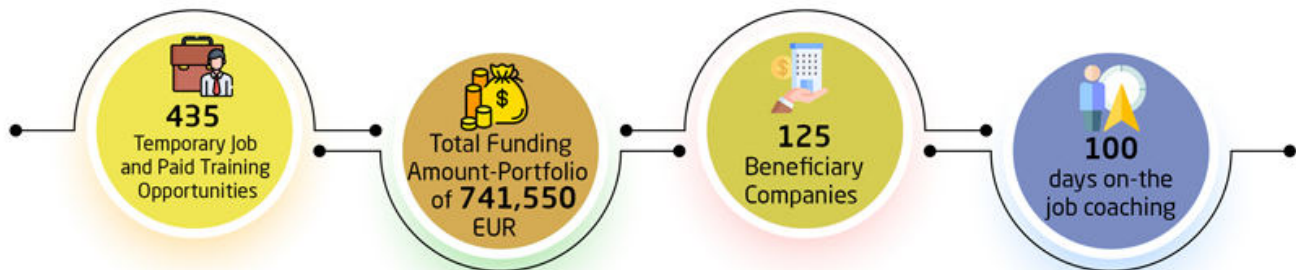 435
Temporary Job
and Paid Training
Opportunities
$
Total Funding
Amount-Portfolio
of 741,550
EUR
$
125
Beneficiary
Companies
100
days on-the
job coaching